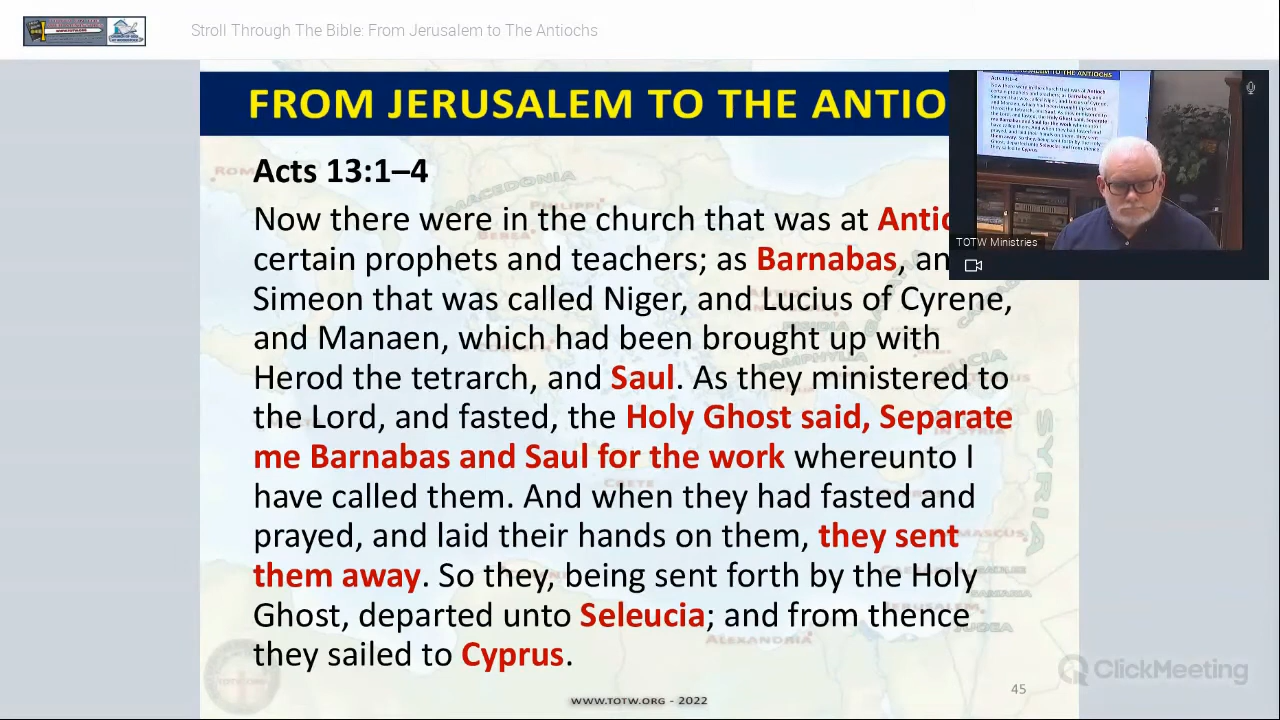 Stroll Through The Bible: From Jerusalem to The Antiochs
FROM JERUSALEM TO THE ANTIO
Acts 13:1–4
Now there were in the church that was at
certain prophets and teachers; as Barnabas,
Simeon that was called Niger, and Lucius of Cyrene,
and Manaen, which had been brought up with
Herod the tetrarch, and Saul. As they ministered to
the Lord, and fasted, the Holy Ghost said, Separate
me Barnabas and Saul for the work whereunto I
have called them. And when they had fasted and
prayed, and laid their hands on them, they sent
them away. So they, being sent forth by the Holy
Ghost, departed unto Seleucia; and from thence
they sailed to Cyprus.
WWW.TOTW.ORG - 2022
45
TOTW Ministries
ClickMeeting